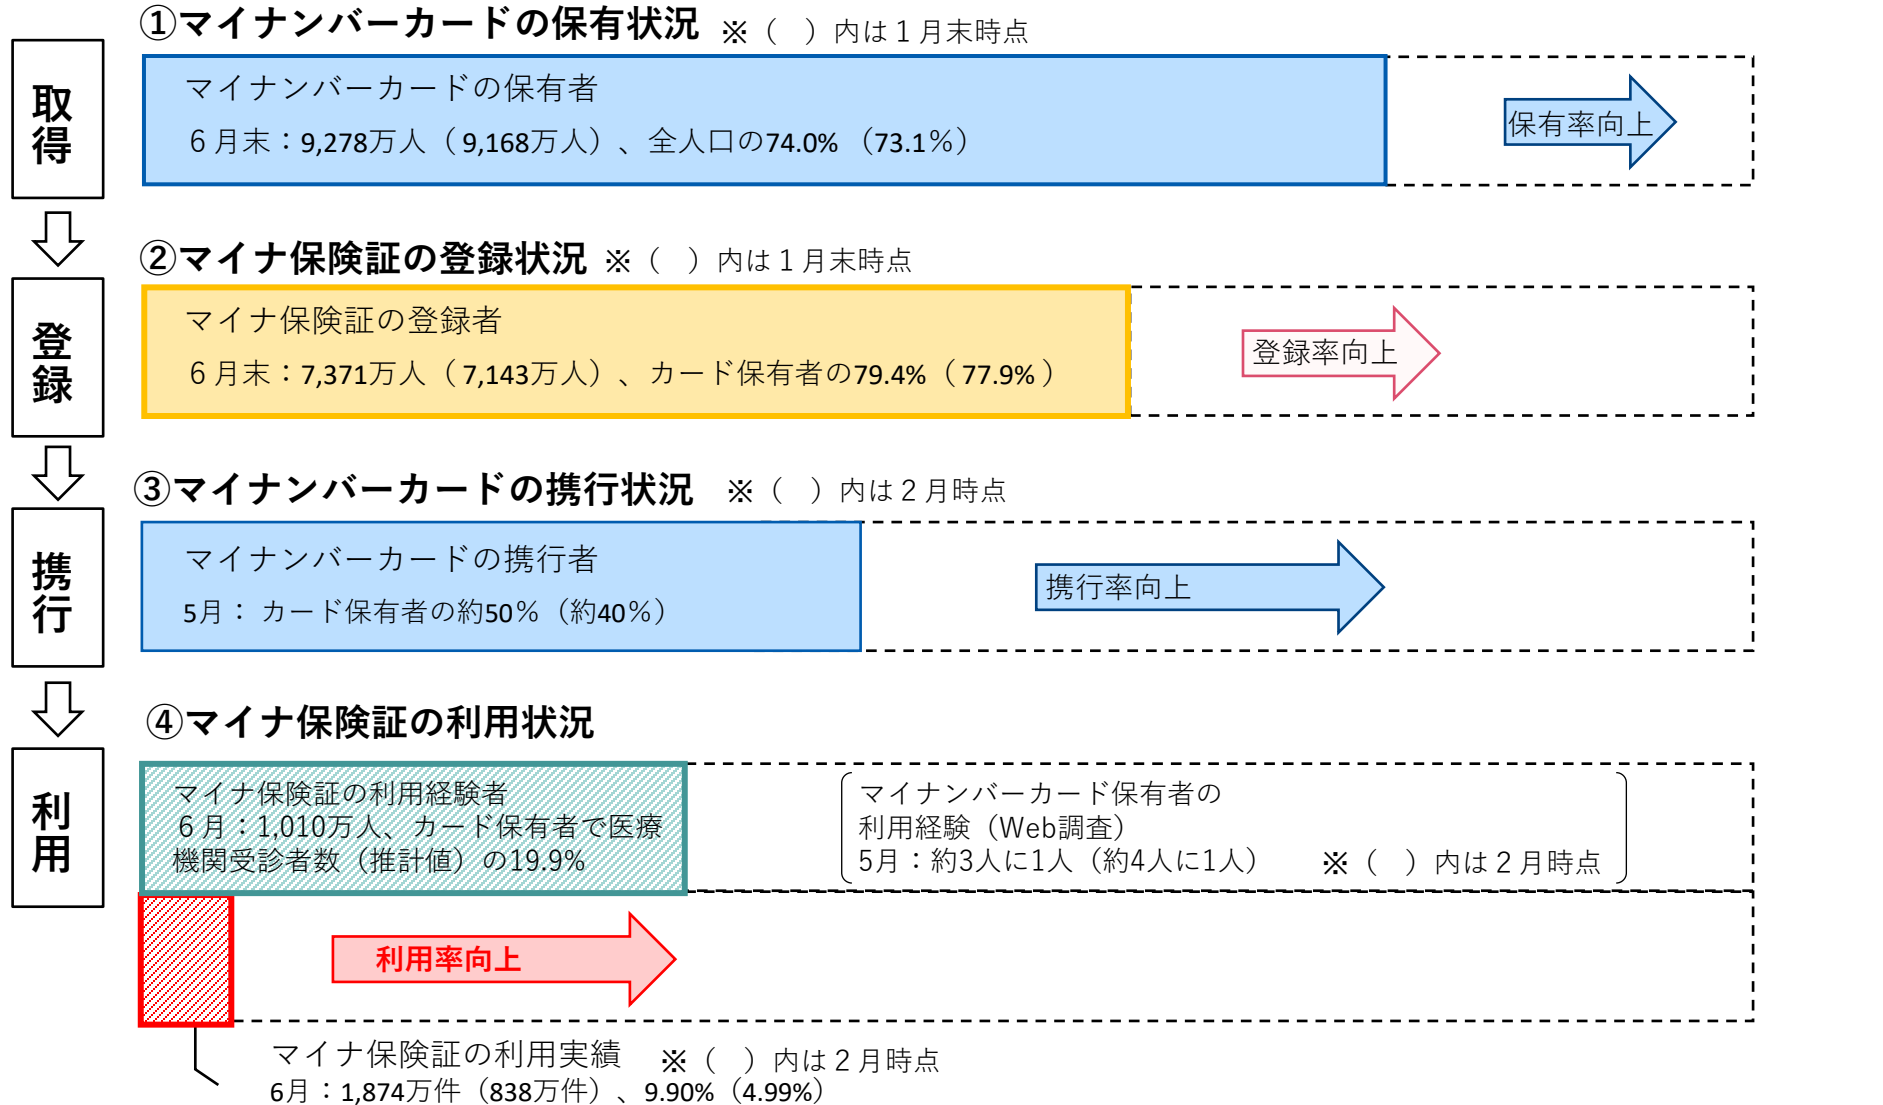 ①マイナンバーカードの保有状況 ※（　）内は１月末時点
取得
マイナンバーカードの保有者
６月末：9,278万人（9,168万人）、全人口の74.0%（73.1％）
保有率向上
②マイナ保険証の登録状況 ※（　）内は１月末時点
登録
マイナ保険証の登録者
６月末：7,371万人（7,143万人）、カード保有者の79.4%（77.9%）
登録率向上
③マイナンバーカードの携行状況 ※（　）内は２月時点
携行
マイナンバーカードの携行者
5月： カード保有者の約50％（約40％）
携行率向上
④マイナ保険証の利用状況
利用
マイナ保険証の利用経験者
６月：1,010万人、カード保有者で医療
機関受診者数（推計値）の19.9%
マイナンバーカード保有者の
利用経験（Web調査）
5月：約3人に1人（約4人に1人） ※（　）内は２月時点
利用率向上
マイナ保険証の利用実績 ※（　）内は２月時点
6月：1,874万件（838万件）、9.90%（4.99%）